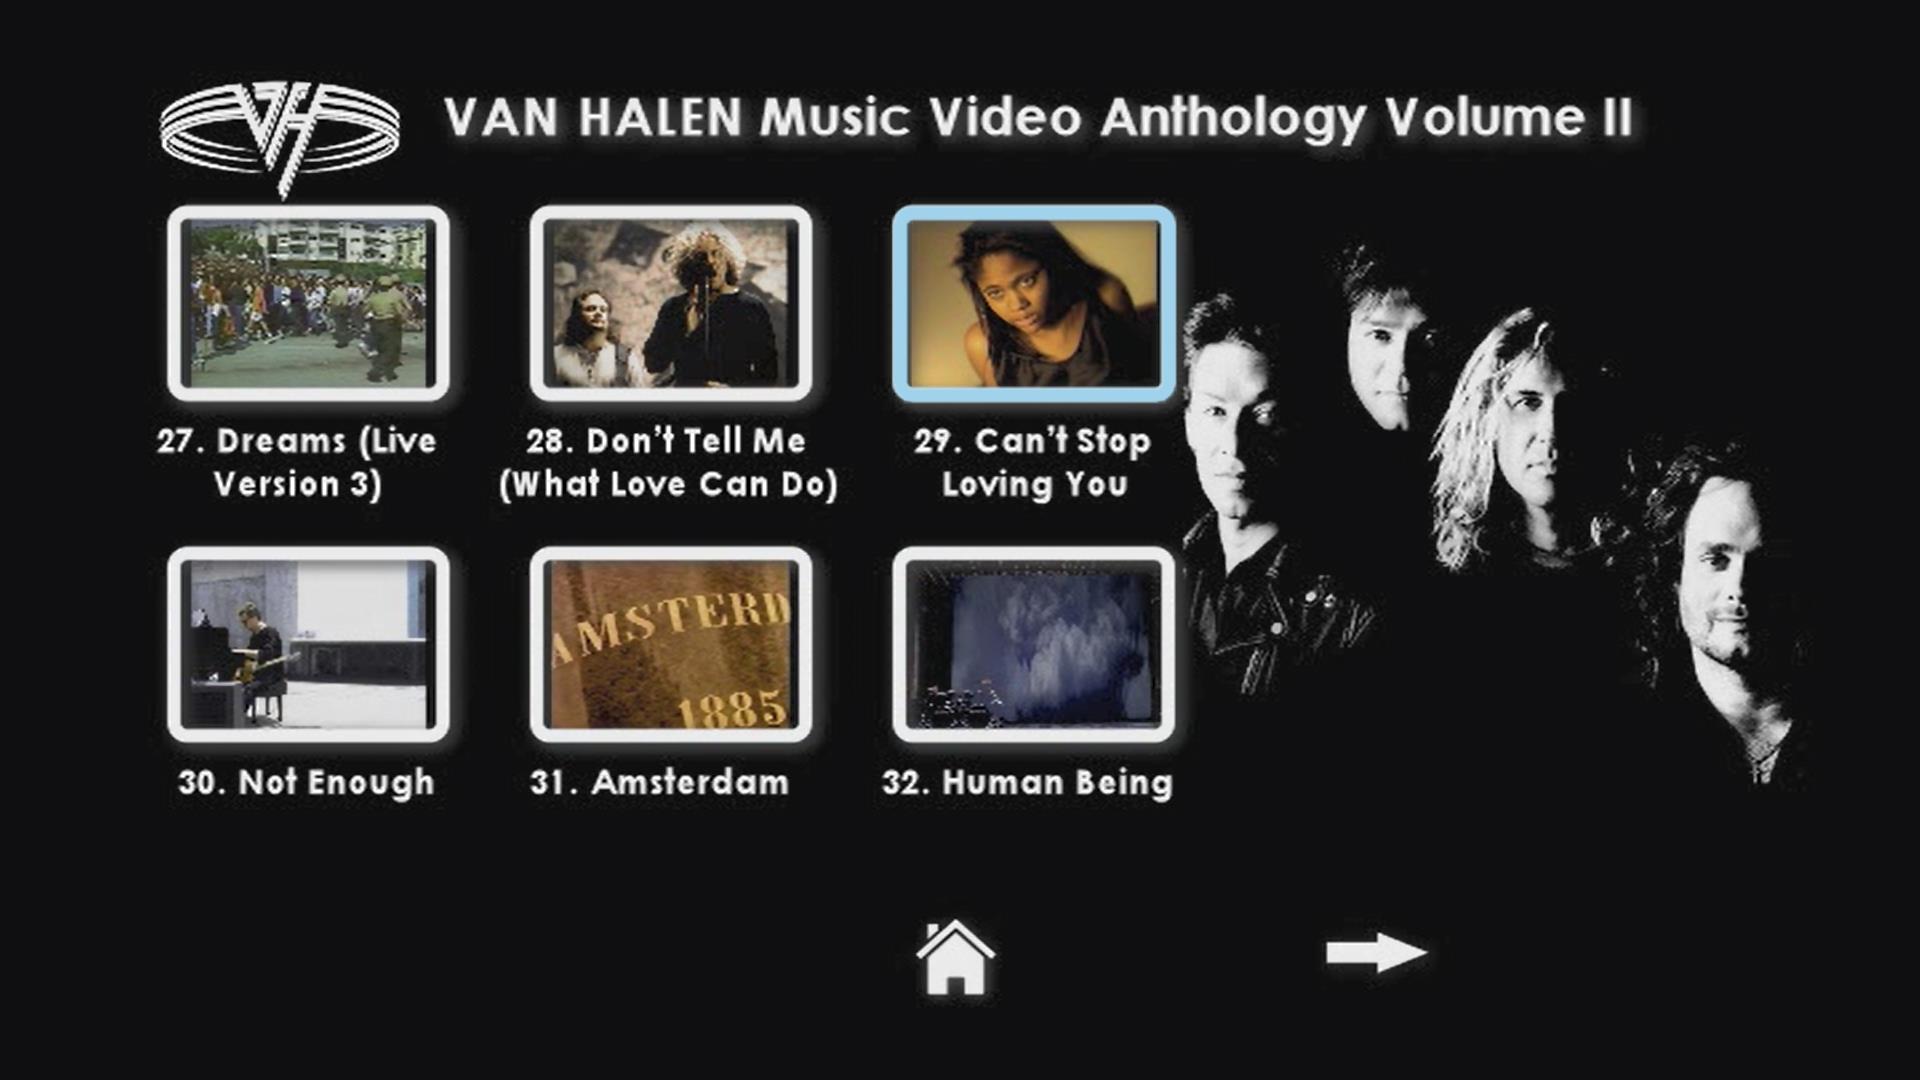 VH
VAN HALEN Music Video Anthology Volume II
27. Dreams (Live
Version 3)
28. Don't Tell Me
(What Love Can Do)
29. Can't Stop
Loving You
AMSTERD
1885
30. Not Enough
31. Amsterdam
32. Human Being